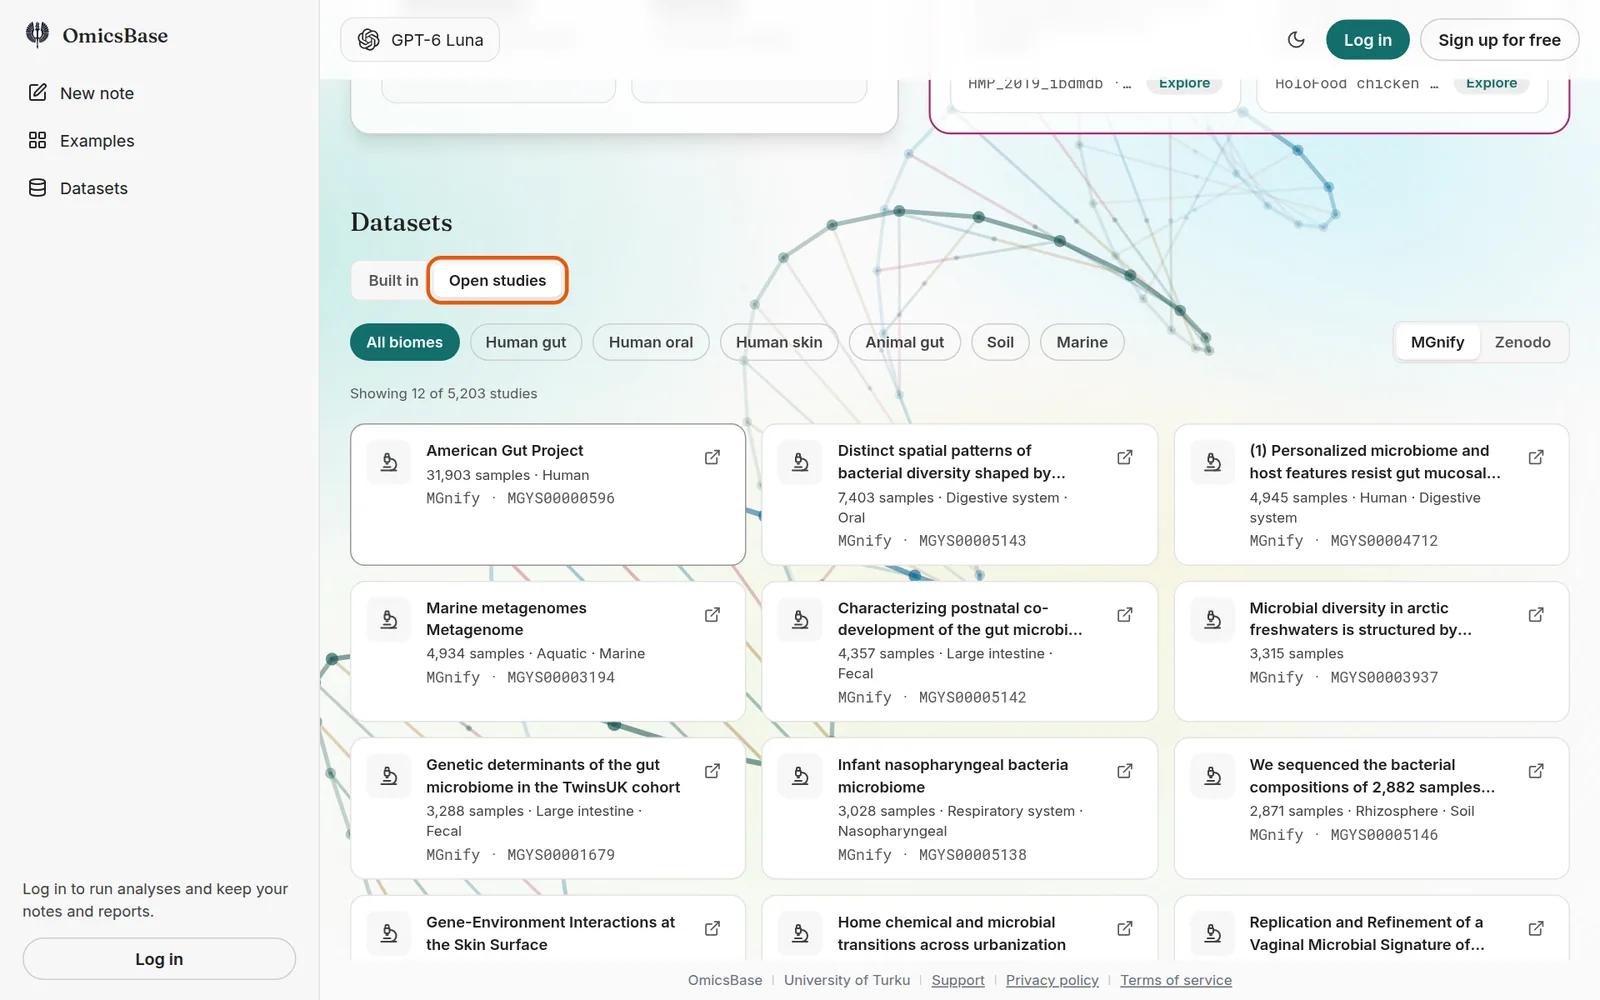 OmicsBase
New note
Examples
Datasets
Log in to run analyses and keep your
notes and reports.
Log in
GPT-6 Luna
Log in
Sign up for free
HMP_2019_ibdmdb ·…
Explore
HoloFood chicken …
Explore
Datasets
Built in
Open studies
All biomes
Human gut
Human oral
Human skin
Animal gut
Soil
Marine
MGnify
Zenodo
Showing 12 of 5,203 studies
American Gut Project
31,903 samples · Human
MGnify · MGYS00000596
Distinct spatial patterns of
bacterial diversity shaped by…
7,403 samples · Digestive system ·
Oral
MGnify · MGYS00005143
(1) Personalized microbiome and
host features resist gut mucosal…
4,945 samples · Human · Digestive
system
MGnify · MGYS00004712
Marine metagenomes
Metagenome
4,934 samples · Aquatic · Marine
MGnify · MGYS00003194
Characterizing postnatal co-
development of the gut microbi…
4,357 samples · Large intestine ·
Fecal
MGnify · MGYS00005142
Microbial diversity in arctic
freshwaters is structured by…
3,315 samples
MGnify · MGYS00003937
Genetic determinants of the gut
microbiome in the TwinsUK cohort
3,288 samples · Large intestine ·
Fecal
MGnify · MGYS00001679
Infant nasopharyngeal bacteria
microbiome
3,028 samples · Respiratory system ·
Nasopharyngeal
MGnify · MGYS00005138
We sequenced the bacterial
compositions of 2,882 samples…
2,871 samples · Rhizosphere · Soil
MGnify · MGYS00005146
Gene-Environment Interactions at
the Skin Surface
Home chemical and microbial
transitions across urbanization
Replication and Refinement of a
Vaginal Microbial Signature of…
OmicsBase
University of Turku
Support
Privacy policy
Terms of service